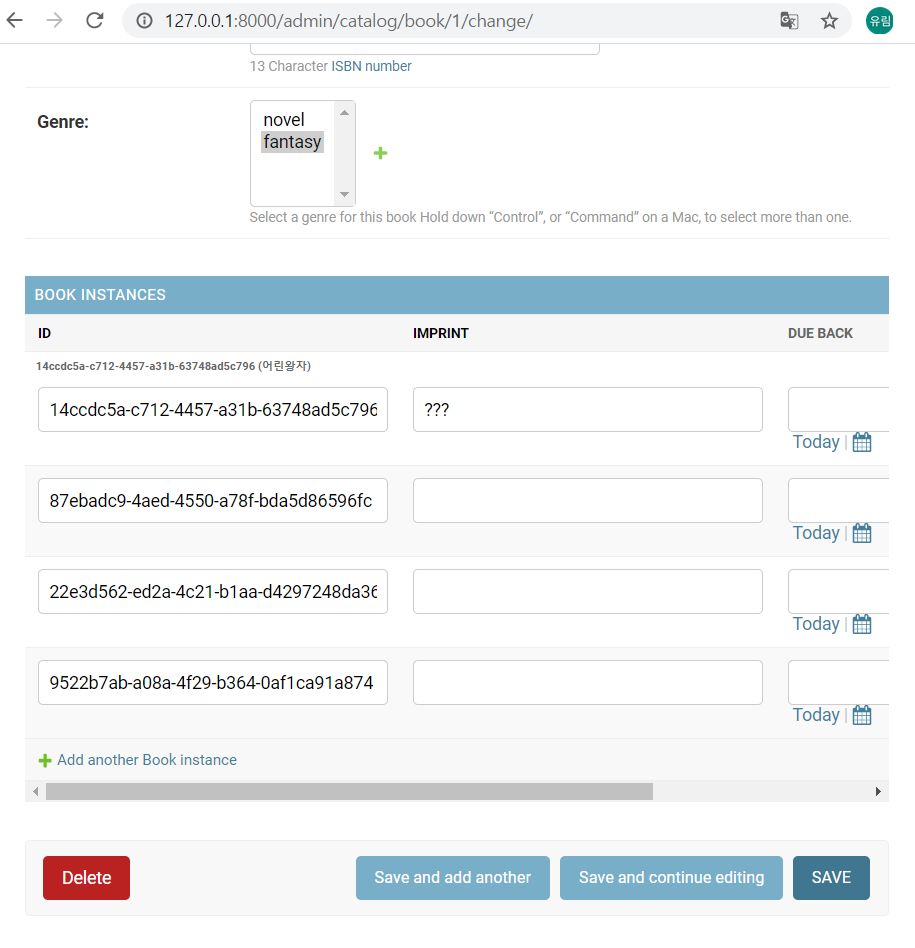 127.0.0.1:8000/admin/catalog/book/1/change/
유림
13 Character ISBN number
Genre:
novel
fantasy
Select a genre for this book Hold down “Control”, or “Command” on a Mac, to select more than one.
BOOK INSTANCES
ID IMPRINT DUE BACK
14ccdc5a-c712-4457-a31b-63748ad5c796 (어린왕자)
14ccdc5a-c712-4457-a31b-63748ad5c796 ???
Today |
87ebadc9-4aed-4550-a78f-bda5d86596fc
Today |
22e3d562-ed2a-4c21-b1aa-d4297248da36
Today |
9522b7ab-a08a-4f29-b364-0af1ca91a874
Today |
Add another Book instance
Delete Save and add another Save and continue editing SAVE